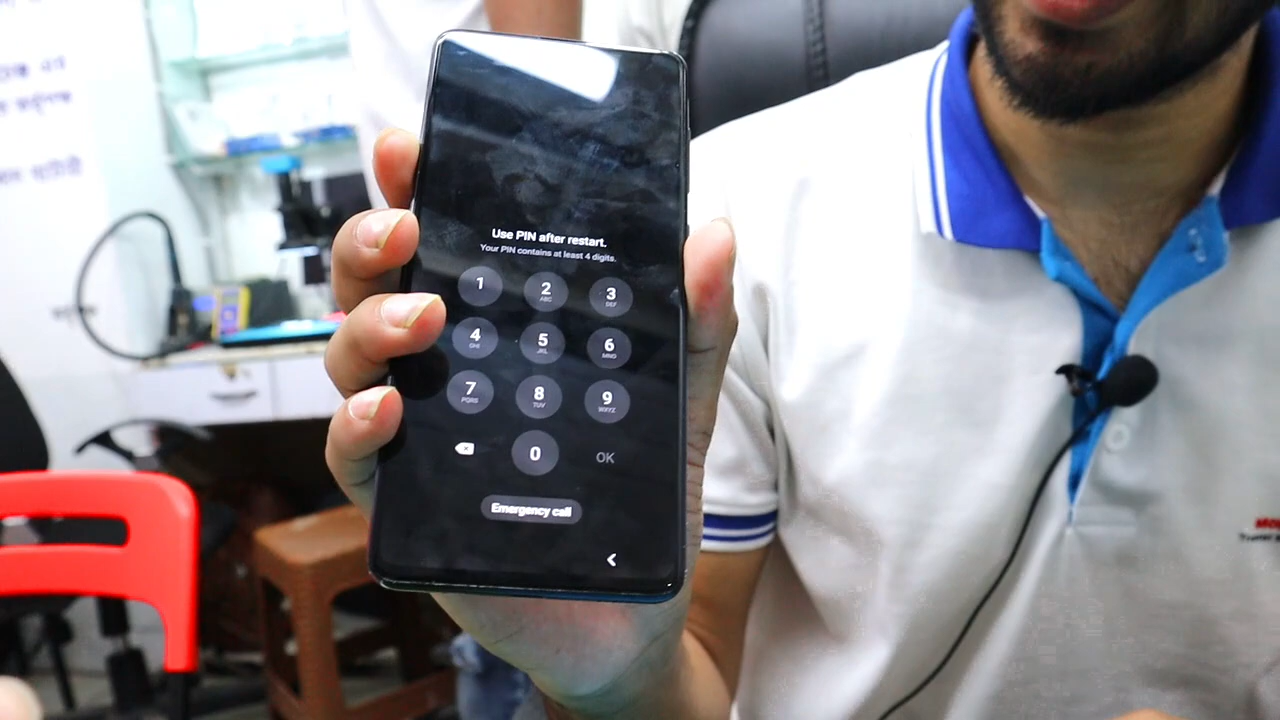 Use PIN after restart.
Your PIN contains at least 4 digits.
1
2
ABC
3
DEF
4
GHI
5
JKL
6
MNO
7
PQRS
8
TUV
9
WXYZ
0
OK
Emergency call